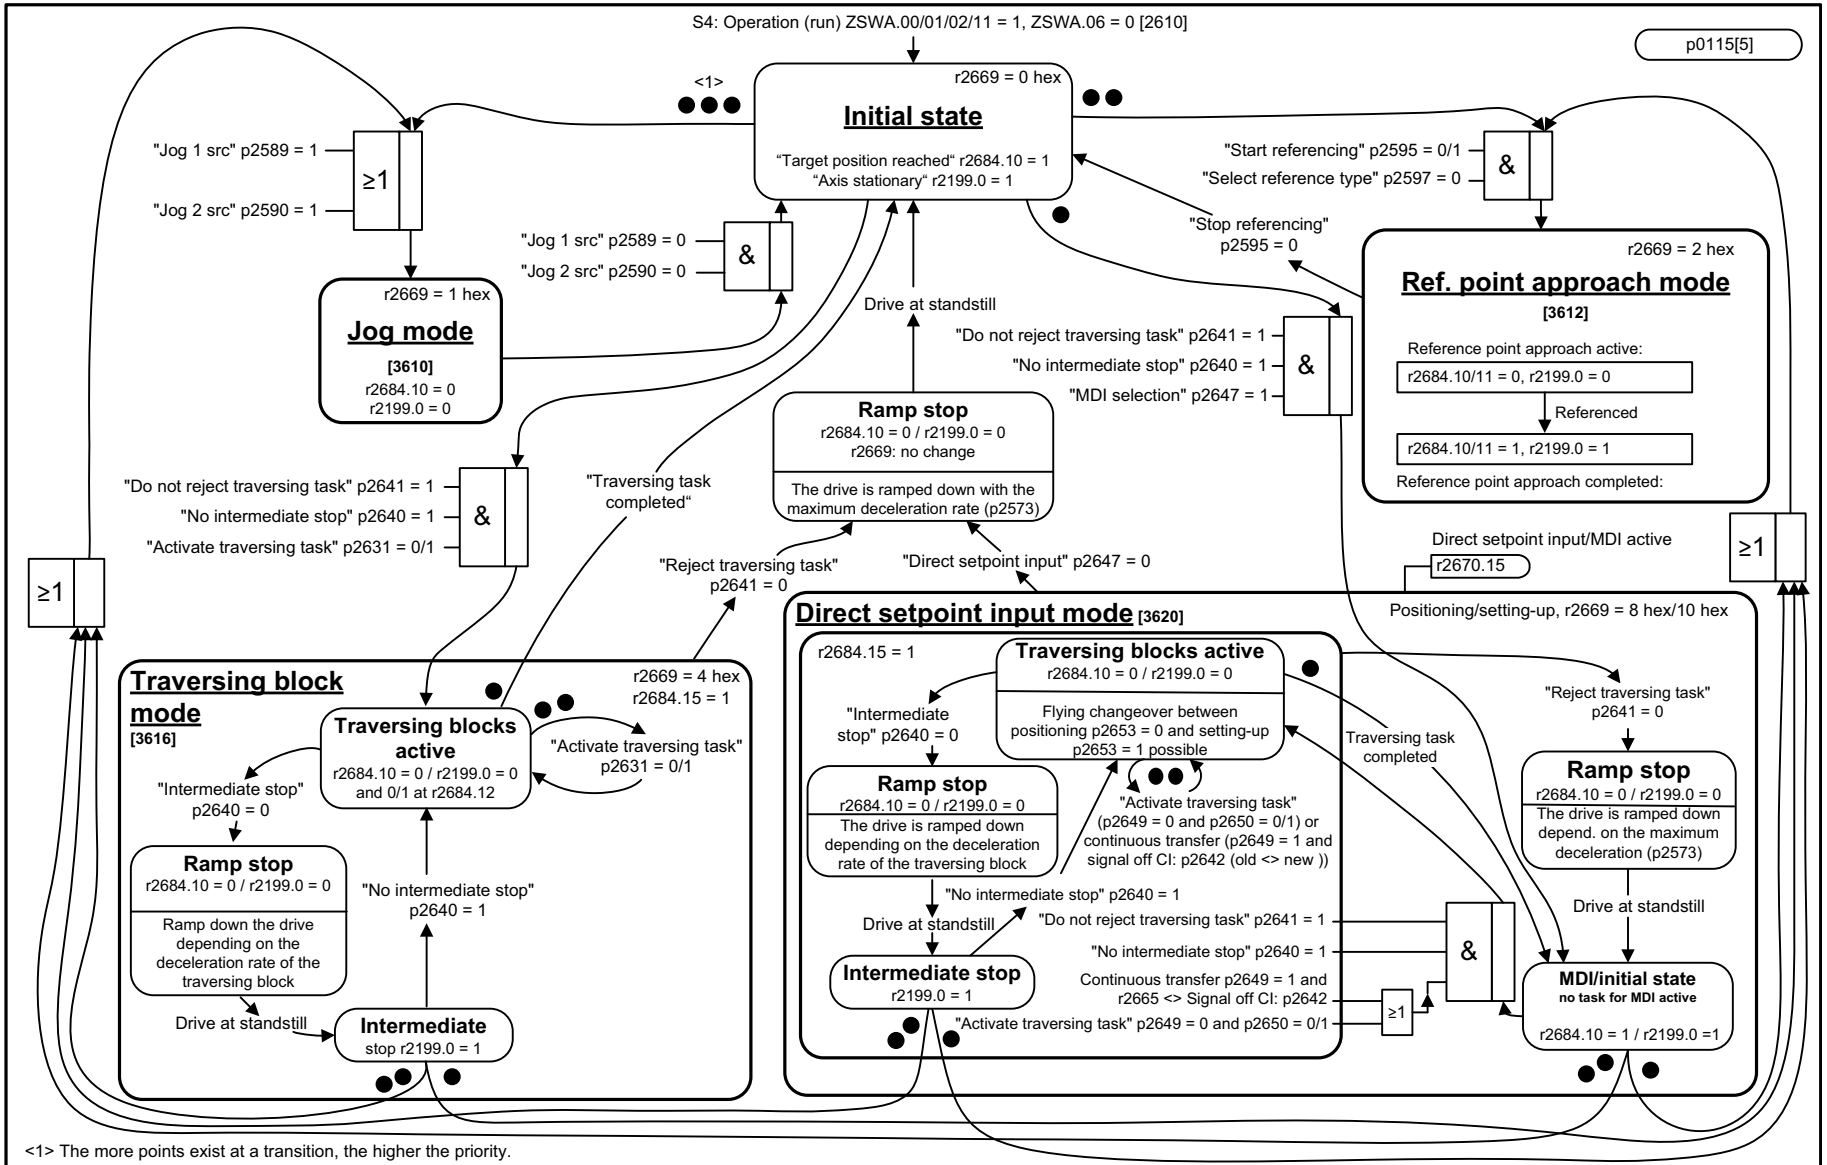 S4: Operation (run) ZSWA.00/01/02/11 = 1, ZSWA.06 = 0 [2610]
p0115[5]
<1>
r2669 = 0 hex
Initial state
“Target position reached“ r2684.10 = 1
“Axis stationary“ r2199.0 = 1
"Jog 1 src" p2589 = 1
≥1
"Jog 2 src" p2590 = 1
"Start referencing" p2595 = 0/1
"Select reference type" p2597 = 0
&
"Stop referencing"
p2595 = 0
"Jog 1 src" p2589 = 0
"Jog 2 src" p2590 = 0
&
r2669 = 1 hex
Jog mode
[3610]
r2684.10 = 0
r2199.0 = 0
Drive at standstill
r2669 = 2 hex
Ref. point approach mode
[3612]
Reference point approach active:
r2684.10/11 = 0, r2199.0 = 0
Referenced
r2684.10/11 = 1, r2199.0 = 1
Reference point approach completed:
"Do not reject traversing task" p2641 = 1
"No intermediate stop" p2640 = 1
"MDI selection" p2647 = 1
&
Ramp stop
r2684.10 = 0 / r2199.0 = 0
r2669: no change
The drive is ramped down with the
maximum deceleration rate (p2573)
"Do not reject traversing task" p2641 = 1
"No intermediate stop" p2640 = 1
"Activate traversing task" p2631 = 0/1
&
"Traversing task
completed“
≥1
"Reject traversing task"
p2641 = 0
"Direct setpoint input" p2647 = 0
Direct setpoint input/MDI active
r2670.15
≥1
Traversing block
mode
[3616]
r2669 = 4 hex
r2684.15 = 1
Traversing blocks
active
r2684.10 = 0 / r2199.0 = 0
and 0/1 at r2684.12
"Activate traversing task"
p2631 = 0/1
"Intermediate stop"
p2640 = 0
Ramp stop
r2684.10 = 0 / r2199.0 = 0
Ramp down the drive
depending on the
deceleration rate of the
traversing block
"No intermediate stop"
p2640 = 1
Drive at standstill
Intermediate
stop r2199.0 = 1
Direct setpoint input mode [3620]
Positioning/setting-up, r2669 = 8 hex/10 hex
r2684.15 = 1
Traversing blocks active
r2684.10 = 0 / r2199.0 = 0
Flying changeover between
positioning p2653 = 0 and setting-up
p2653 = 1 possible
"Intermediate
stop" p2640 = 0
Ramp stop
r2684.10 = 0 / r2199.0 = 0
The drive is ramped down
depending on the deceleration
rate of the traversing block
"Activate traversing task"
(p2649 = 0 and p2650 = 0/1) or
continuous transfer (p2649 = 1 and
signal off CI: p2642 (old <> new ))
Traversing task
completed
"Reject traversing task"
p2641 = 0
Ramp stop
r2684.10 = 0 / r2199.0 = 0
The drive is ramped down
depend. on the maximum
deceleration (p2573)
Drive at standstill
"No intermediate stop" p2640 = 1
Drive at standstill
Intermediate stop
r2199.0 = 1
"Do not reject traversing task" p2641 = 1
"No intermediate stop" p2640 = 1
Continuous transfer p2649 = 1 and
r2665 <> Signal off CI: p2642
"Activate traversing task" p2649 = 0 and p2650 = 0/1
≥1
&
MDI/initial state
no task for MDI active
r2684.10 = 1 / r2199.0 =1
<1> The more points exist at a transition, the higher the priority.